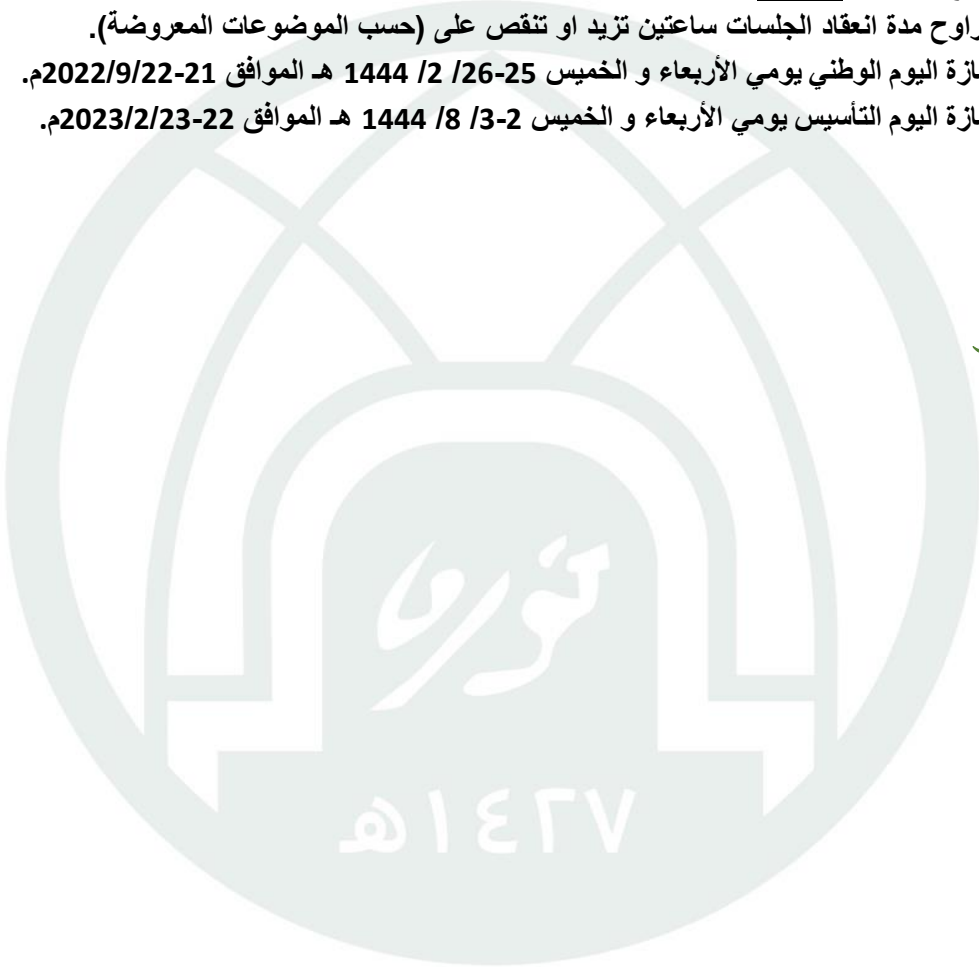 راوح مدة انعقاد الجلسات ساعتين تزيد او تنقص على (حسب الموضوعات المعروضة).
ازة اليوم الوطني يومي الأربعاء و الخميس 25-26/ 2/ 1444 هـ الموافق 21-2022/9/22م.
ازة اليوم التأسيس يومي الأربعاء و الخميس 2-3/ 8/ 1444 هـ الموافق 22-2023/2/23م.
نورة
١٤٢٧هـ